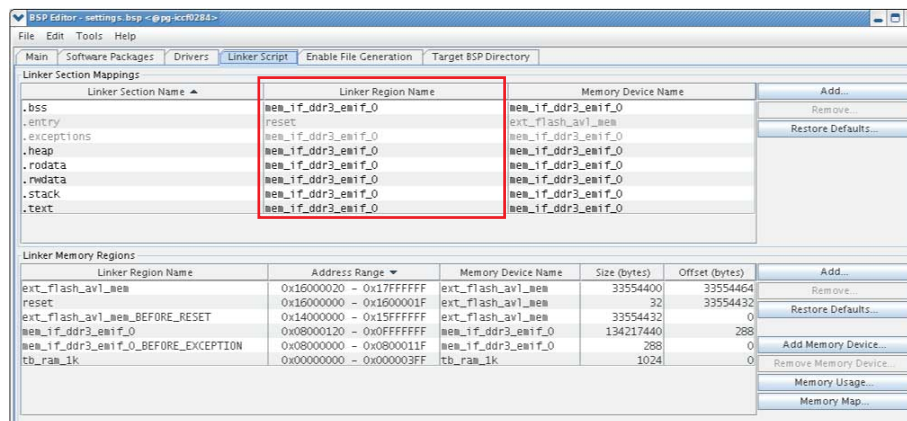 BSP Editor - settings.bsp <@pg-iccf0284>
File Edit Tools Help
Main Software Packages Drivers Linker Script Enable File Generation Target BSP Directory
Linker Section Mappings
Linker Section Name Linker Region Name Memory Device Name Add...
.bss mem_if_ddr3_emif_0 mem_if_ddr3_emif_0 Remove...
.entry reset ext_flash_avl_mem
.exceptions mem_if_ddr3_emif_0 mem_if_ddr3_emif_0 Restore Defaults...
.heap mem_if_ddr3_emif_0 mem_if_ddr3_emif_0
.rodata mem_if_ddr3_emif_0 mem_if_ddr3_emif_0
.rwdata mem_if_ddr3_emif_0 mem_if_ddr3_emif_0
.stack mem_if_ddr3_emif_0 mem_if_ddr3_emif_0
.text mem_if_ddr3_emif_0 mem_if_ddr3_emif_0
Linker Memory Regions
Linker Region Name Address Range Memory Device Name Size (bytes) Offset (bytes) Add...
ext_flash_avl_mem 0x16000020 - 0x17FFFFFF ext_flash_avl_mem 33554400 33554464 Remove...
reset 0x16000000 - 0x1600001F ext_flash_avl_mem 32 33554432
ext_flash_avl_mem_BEFORE_RESET 0x14000000 - 0x15FFFFFF ext_flash_avl_mem 33554432 0 Restore Defaults...
mem_if_ddr3_emif_0 0x08000120 - 0x0FFFFFFF mem_if_ddr3_emif_0 134217440 288
mem_if_ddr3_emif_0_BEFORE_EXCEPTION 0x08000000 - 0x0800011F mem_if_ddr3_emif_0 288 0 Add Memory Device...
tb_ram_1k 0x00000000 - 0x000003FF tb_ram_1k 1024 0 Remove Memory Device...
Memory Usage...
Memory Map...